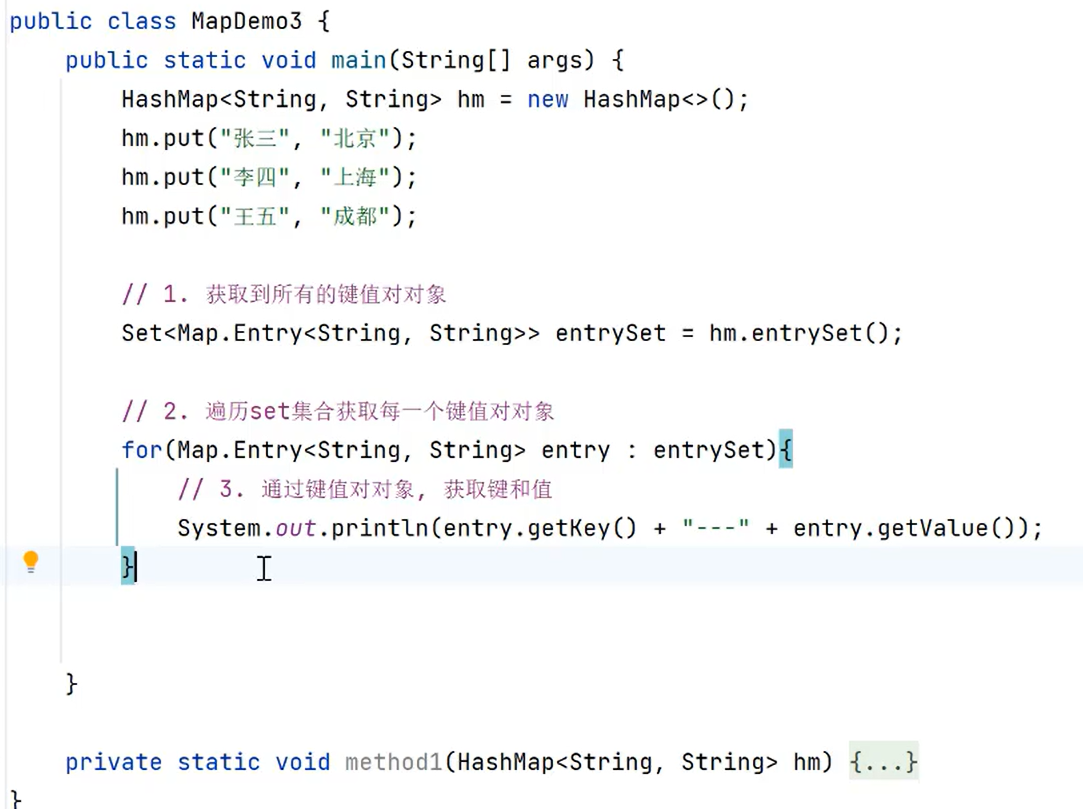 public class MapDemo3 {
public static void main(String[] args) {
HashMap<String, String> hm = new HashMap<>();
hm.put("张三", "北京");
hm.put("李四", "上海");
hm.put("王五", "成都");
// 1. 获取到所有的键值对对象
Set<Map.Entry<String, String>> entrySet = hm.entrySet();
// 2. 遍历set集合获取每一个键值对对象
for(Map.Entry<String, String> entry : entrySet){
// 3. 通过键值对对象, 获取键和值
System.out.println(entry.getKey() + "---" + entry.getValue());
}
}
private static void method1(HashMap<String, String> hm) {...}
}